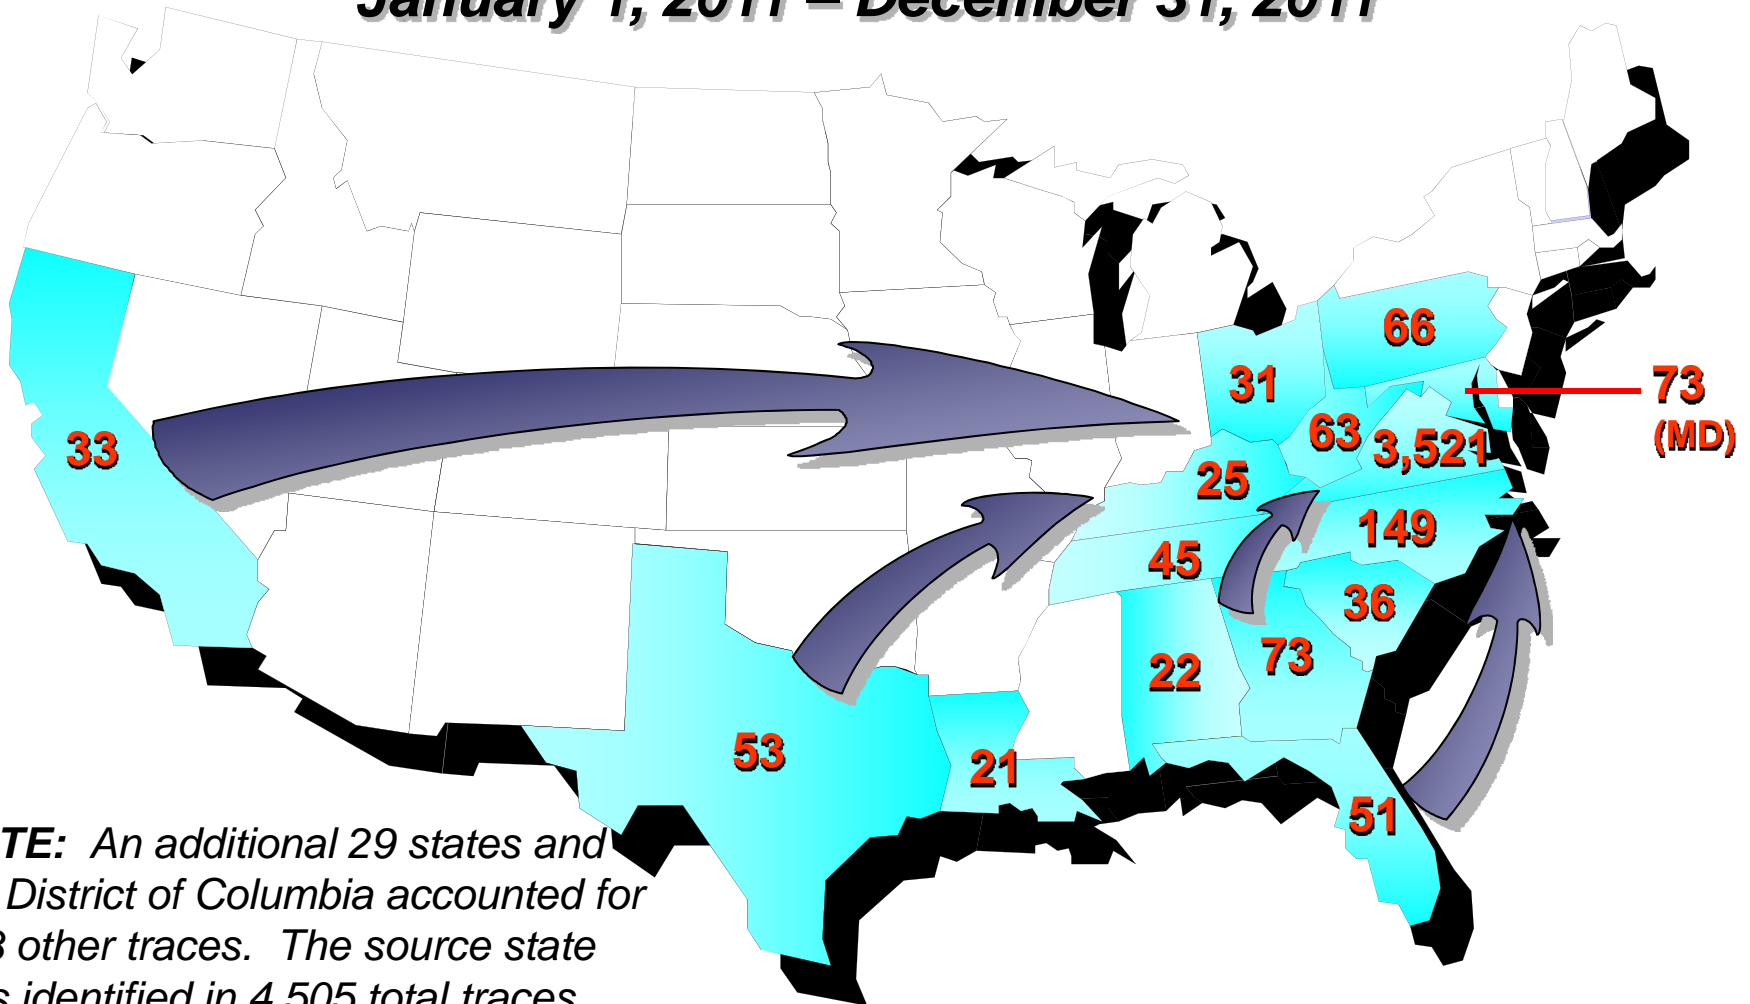 January 1, 2011 – December 31, 2011
66
31
73
(MD)
63
3,521
33
25
149
45
36
73
22
53
21
51
TE: An additional 29 states and
District of Columbia accounted for
other traces. The source state
identified in 4,505 total traces